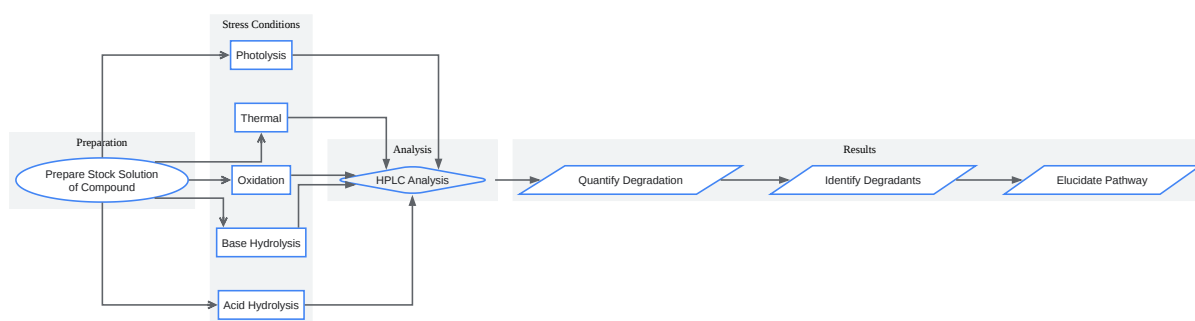 Stress Conditions
Photolysis
Thermal
Preparation
Prepare Stock Solution
of Compound
Oxidation
Base Hydrolysis
Acid Hydrolysis
Analysis
HPLC Analysis
Results
Quantify Degradation
Identify Degradants
Elucidate Pathway